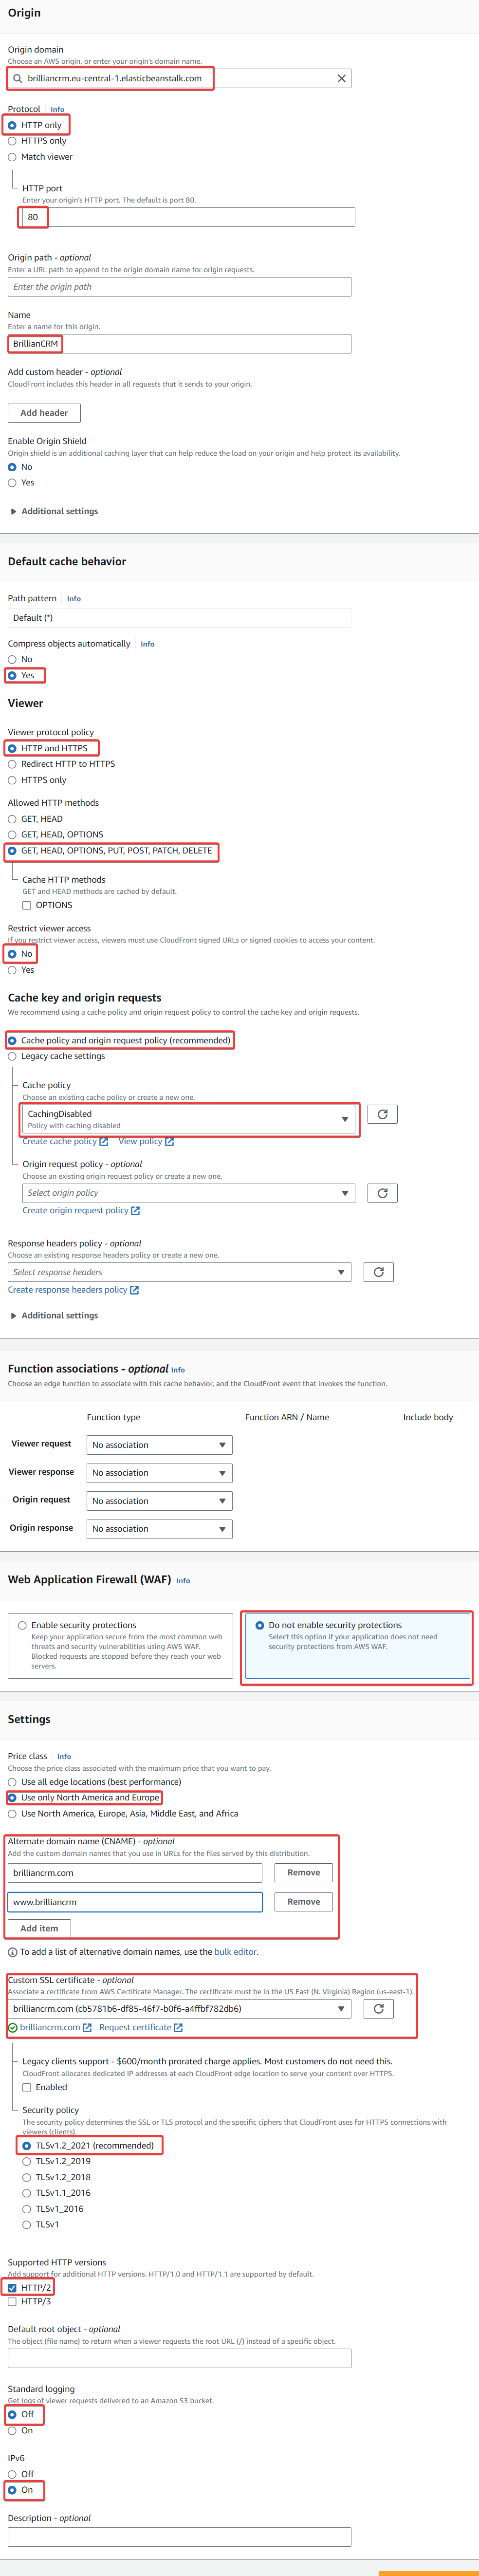 Origin
Origin domain
Choose an AWS origin, or enter your origin's domain name.
brilliancrm.eu-central-1.elasticbeanstalk.com
Protocol Info
HTTP only
HTTPS only
Match viewer
HTTP port
Enter your origin's HTTP port. The default is port 80.
80
Origin path - optional
Enter a URL path to append to the origin domain name for origin requests.
Enter the origin path
Name
Enter a name for this origin.
BrillianCRM
Add custom header - optional
CloudFront includes this header in all requests that it sends to your origin.
Add header
Enable Origin Shield
Origin shield is an additional caching layer that can help reduce the load on your origin and help protect its availability.
No
Yes
Additional settings
Default cache behavior
Path pattern Info
Default (*)
Compress objects automatically Info
No
Yes
Viewer
Viewer protocol policy
HTTP and HTTPS
Redirect HTTP to HTTPS
HTTPS only
Allowed HTTP methods
GET, HEAD
GET, HEAD, OPTIONS
GET, HEAD, OPTIONS, PUT, POST, PATCH, DELETE
Cache HTTP methods
GET and HEAD methods are cached by default.
OPTIONS
Restrict viewer access
If you restrict viewer access, viewers must use CloudFront signed URLs or signed cookies to access your content.
No
Yes
Cache key and origin requests
We recommend using a cache policy and origin request policy to control the cache key and origin requests.
Cache policy and origin request policy (recommended)
Legacy cache settings
Cache policy
Choose an existing cache policy or create a new one.
CachingDisabled
Policy with caching disabled
Create cache policy View policy
Origin request policy - optional
Choose an existing origin request policy or create a new one.
Select origin policy
Create origin request policy
Response headers policy - optional
Choose an existing response headers policy or create a new one.
Select response headers
Create response headers policy
Additional settings
Function associations - optional Info
Choose an edge function to associate with this cache behavior, and the CloudFront event that invokes the function.
Function type Function ARN / Name Include body
Viewer request No association
Viewer response No association
Origin request No association
Origin response No association
Web Application Firewall (WAF) Info
Enable security protections
Keep your application secure from the most common web
threats and security vulnerabilities using AWS WAF.
Blocked requests are stopped before they reach your web
servers.
Do not enable security protections
Select this option if your application does not need
security protections from AWS WAF.
Settings
Price class Info
Choose the price class associated with the maximum price that you want to pay.
Use all edge locations (best performance)
Use only North America and Europe
Use North America, Europe, Asia, Middle East, and Africa
Alternate domain name (CNAME) - optional
Add the custom domain names that you use in URLs for the files served by this distribution.
brilliancrm.com Remove
www.brilliancrm Remove
Add item
To add a list of alternative domain names, use the bulk editor.
Custom SSL certificate - optional
Associate a certificate from AWS Certificate Manager. The certificate must be in the US East (N. Virginia) Region (us-east-1).
brilliancrm.com (cb5781b6-df85-46f7-b0f6-a4ffbf782db6)
brilliancrm.com Request certificate
Legacy clients support - $600/month prorated charge applies. Most customers do not need this.
CloudFront allocates dedicated IP addresses at each CloudFront edge location to serve your content over HTTPS.
Enabled
Security policy
The security policy determines the SSL or TLS protocol and the specific ciphers that CloudFront uses for HTTPS connections with
viewers (clients).
TLSv1.2_2021 (recommended)
TLSv1.2_2019
TLSv1.2_2018
TLSv1.1_2016
TLSv1_2016
TLSv1
Supported HTTP versions
Add support for additional HTTP versions. HTTP/1.0 and HTTP/1.1 are supported by default.
HTTP/2
HTTP/3
Default root object - optional
The object (file name) to return when a viewer requests the root URL (/) instead of a specific object.
Standard logging
Get logs of viewer requests delivered to an Amazon S3 bucket.
Off
On
IPv6
Off
On
Description - optional